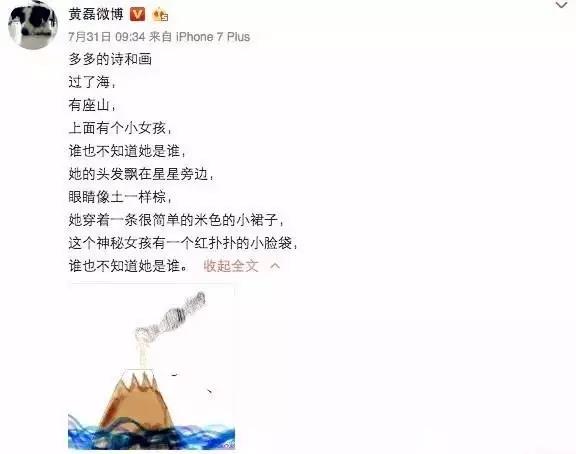 黄磊微博
7月31日 09:34 来自 iPhone 7 Plus
多多的诗和画
过了海，
有座山，
上面有个小女孩，
谁也不知道她是谁，
她的头发飘在星星旁边，
眼睛像土一样棕，
她穿着一条很简单的米色的小裙子，
这个神秘女孩有一个红扑扑的小脸袋，
谁也不知道她是谁。 收起全文